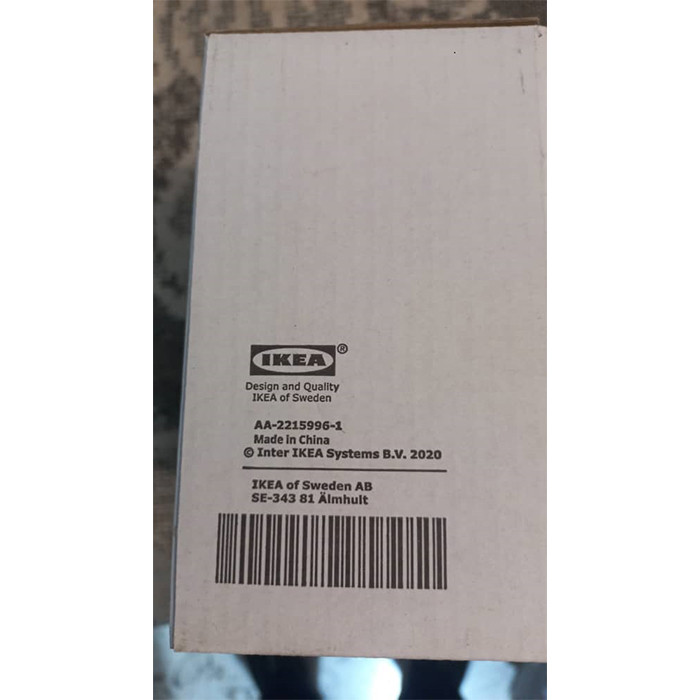 IKEA®
Design and Quality
IKEA of Sweden
AA-2215996-1
Made in China
© Inter IKEA Systems B.V. 2020
IKEA of Sweden AB
SE-343 81 Älmhult